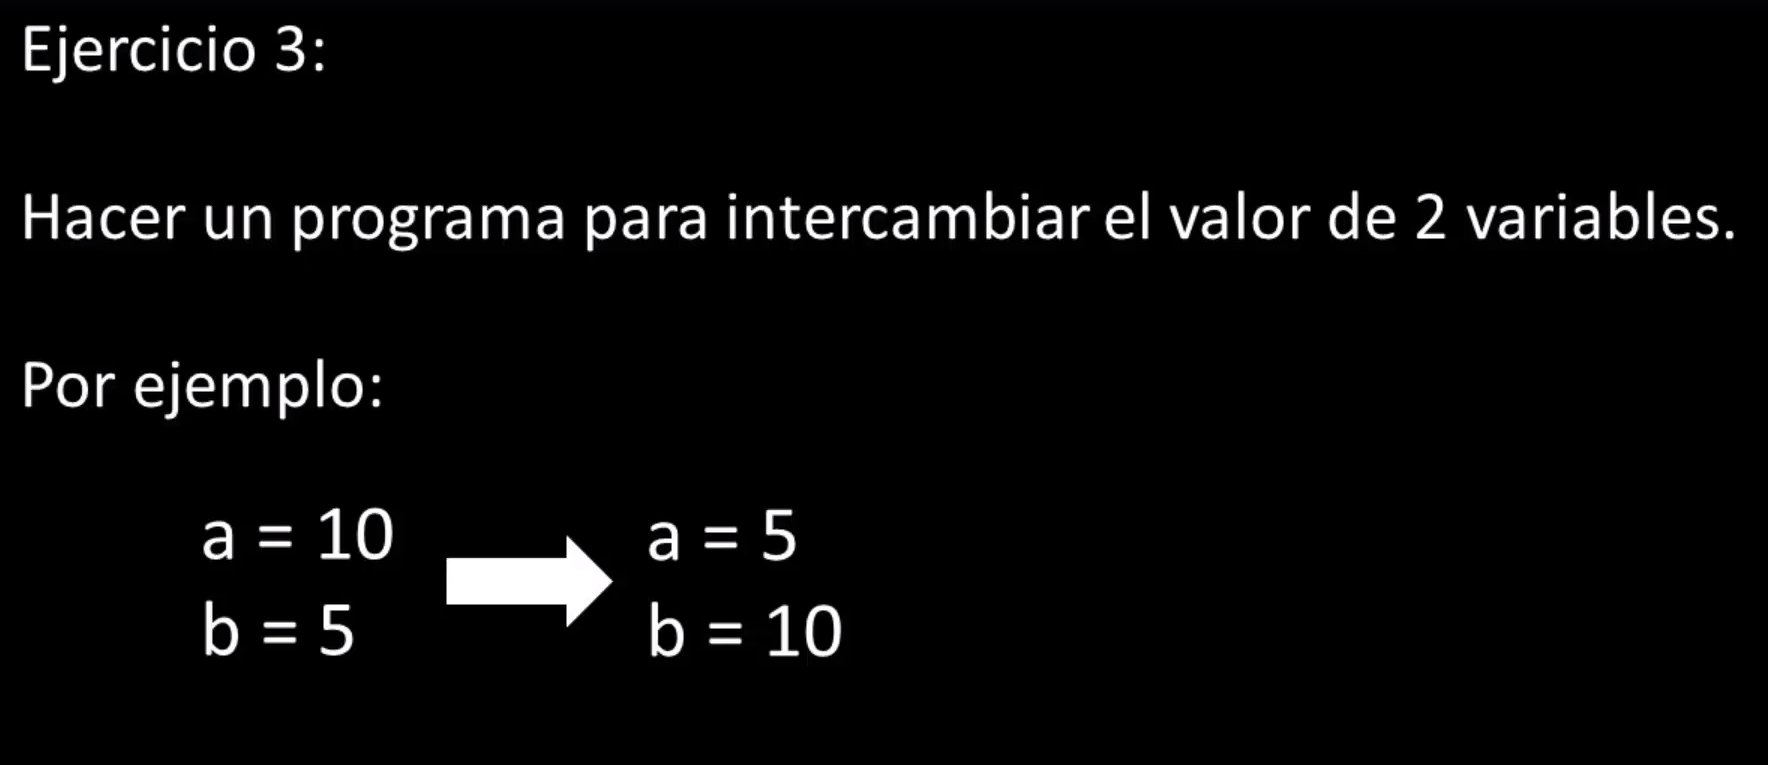 Ejercicio 3:
Hacer un programa para intercambiar el valor de 2 variables.
Por ejemplo:
a = 10
b = 5
a = 5
b = 10